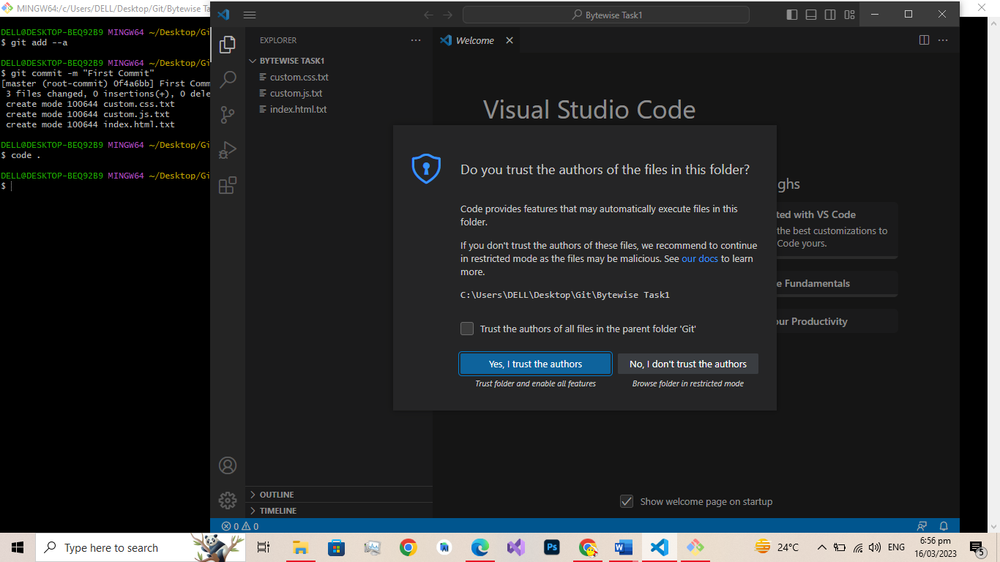 MINGW64:/c/Users/DELL/Desktop/Git/Bytewise Task1
DELL@DESKTOP-BEQ92B9 MINGW64 ~/Desktop/Gi
$ git add --a
DELL@DESKTOP-BEQ92B9 MINGW64 ~/Desktop/Gi
$ git commit -m "First Commit"
[master (root-commit) 0f4a6bb] First Comm
3 files changed, 0 insertions(+), 0 dele
create mode 100644 custom.css.txt
create mode 100644 custom.js.txt
create mode 100644 index.html.txt
DELL@DESKTOP-BEQ92B9 MINGW64 ~/Desktop/Gi
$ code .
DELL@DESKTOP-BEQ92B9 MINGW64 ~/Desktop/Gi
$
Bytewise Task1
EXPLORER
BYTEWISE TASK1
custom.css.txt
custom.js.txt
index.html.txt
OUTLINE
TIMELINE
Welcome
Visual Studio Code
ghs
ted with VS Code
the best customizations to
Code yours.
e Fundamentals
our Productivity
Do you trust the authors of the files in this folder?
Code provides features that may automatically execute files in this
folder.
If you don't trust the authors of these files, we recommend to continue
in restricted mode as the files may be malicious. See our docs to learn
more.
C:\Users\DELL\Desktop\Git\Bytewise Task1
Trust the authors of all files in the parent folder 'Git'
Yes, I trust the authors
No, I don't trust the authors
Trust folder and enable all features
Browse folder in restricted mode
Show welcome page on startup
0 0
Type here to search
Ps
24°C
ENG
6:56 pm
16/03/2023
5